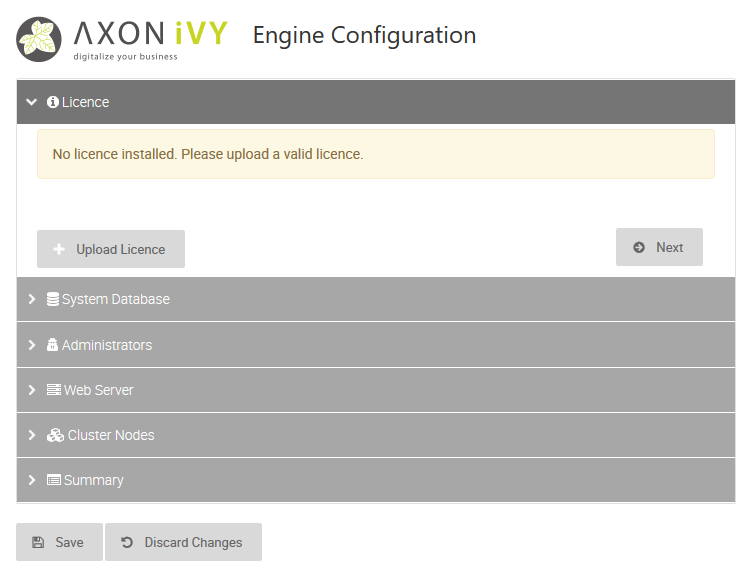 AXON iVY
digitalize your business
Engine Configuration
Licence
No licence installed. Please upload a valid licence.
Upload Licence
Next
System Database
Administrators
Web Server
Cluster Nodes
Summary
Save
Discard Changes